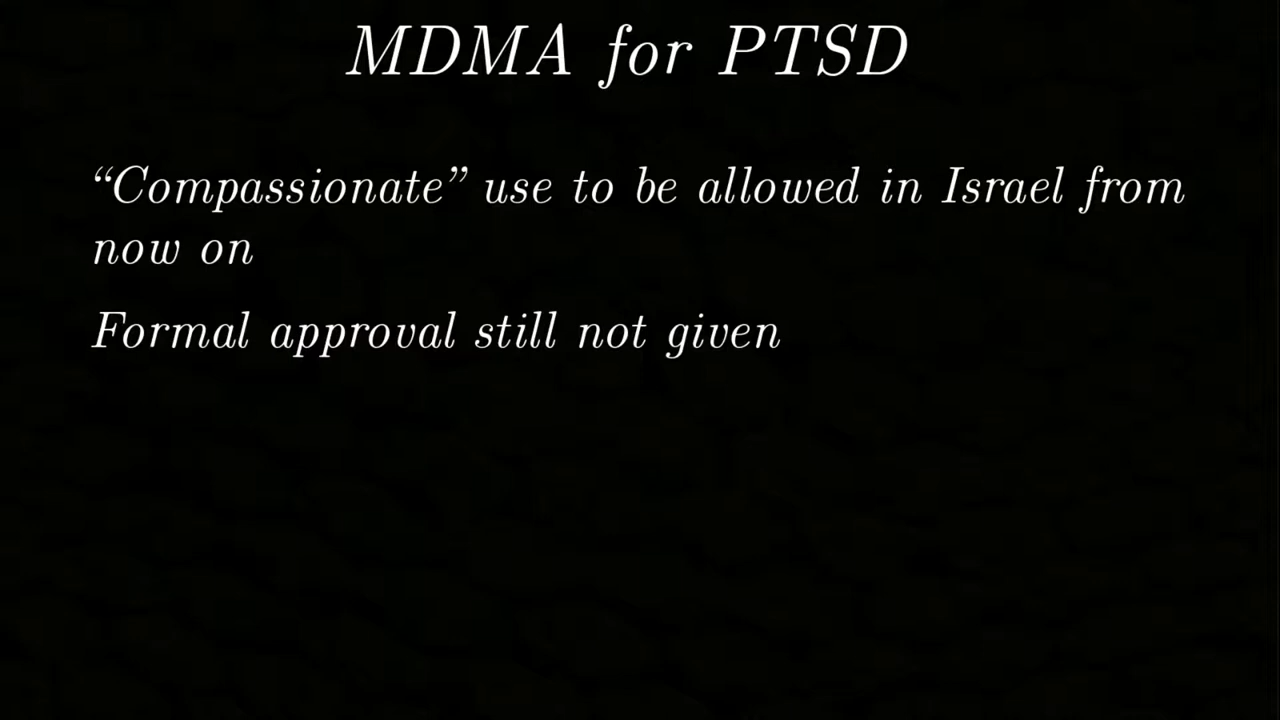 MDMA for PTSD
“Compassionate” use to be allowed in Israel from
now on
Formal approval still not given